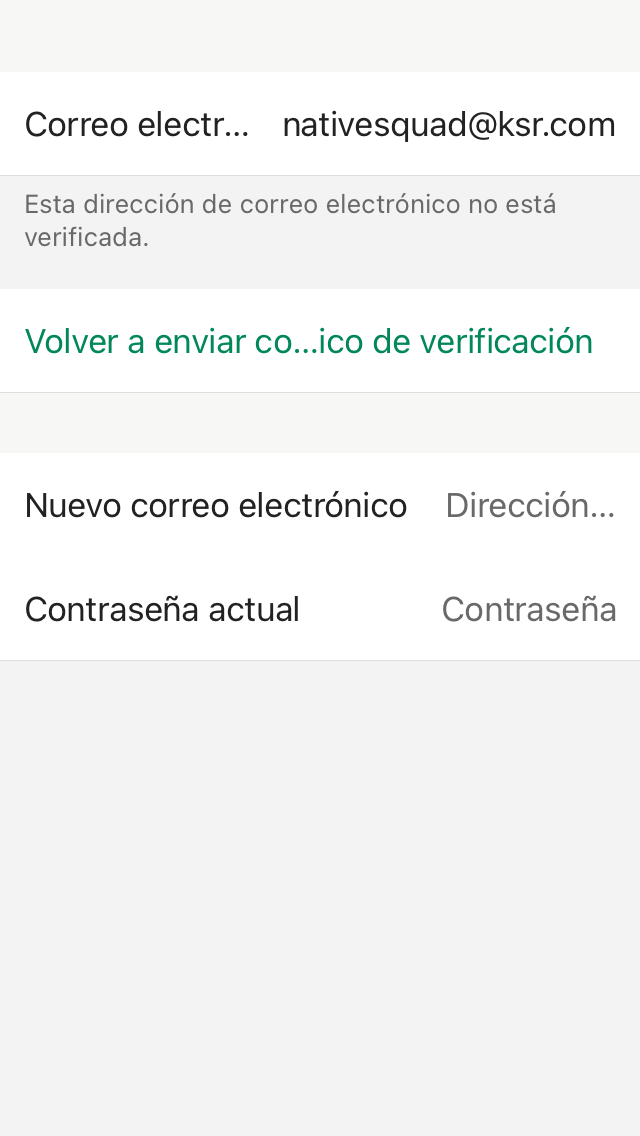 Correo electr... nativesquad@ksr.com
Esta dirección de correo electrónico no está
verificada.
Volver a enviar co...ico de verificación
Nuevo correo electrónico Dirección...
Contraseña actual Contraseña